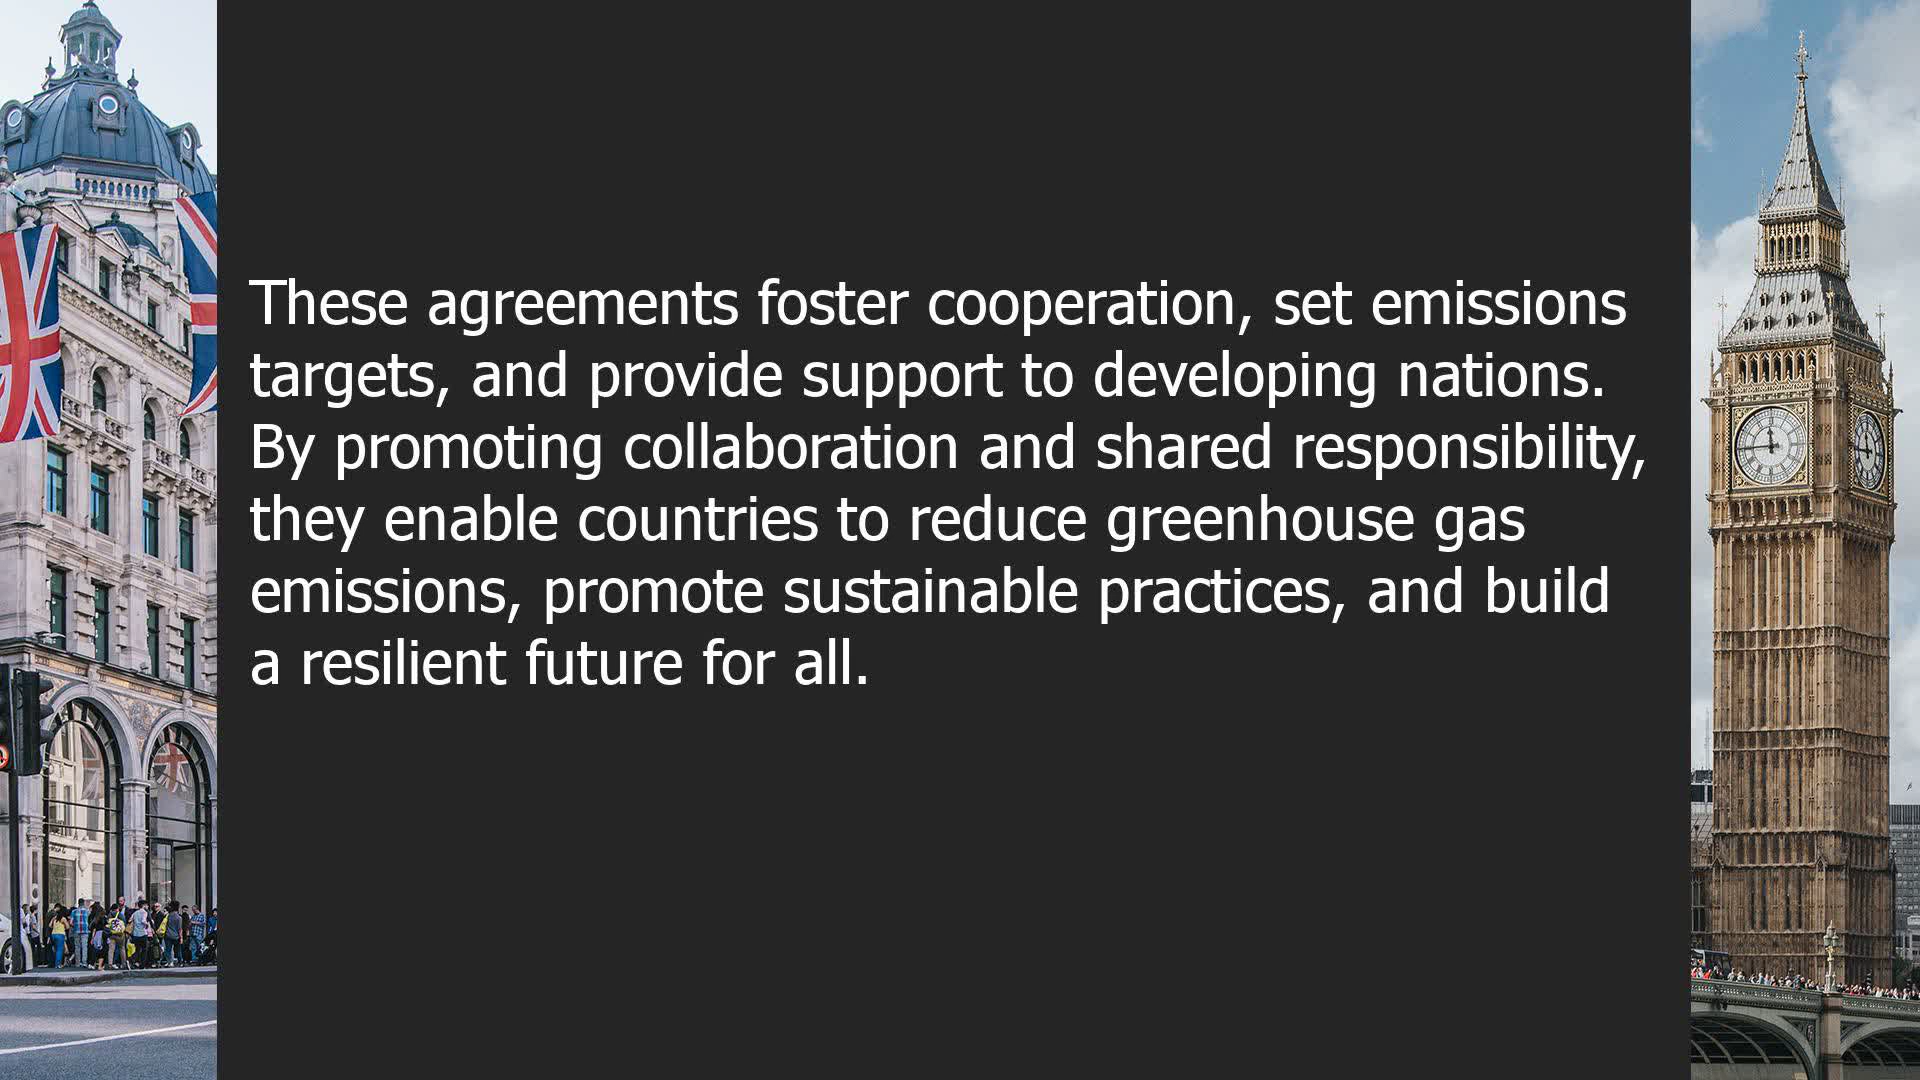 These agreements foster cooperation, set emissions
targets, and provide support to developing nations.
By promoting collaboration and shared responsibility,
they enable countries to reduce greenhouse gas
emissions, promote sustainable practices, and build
a resilient future for all.